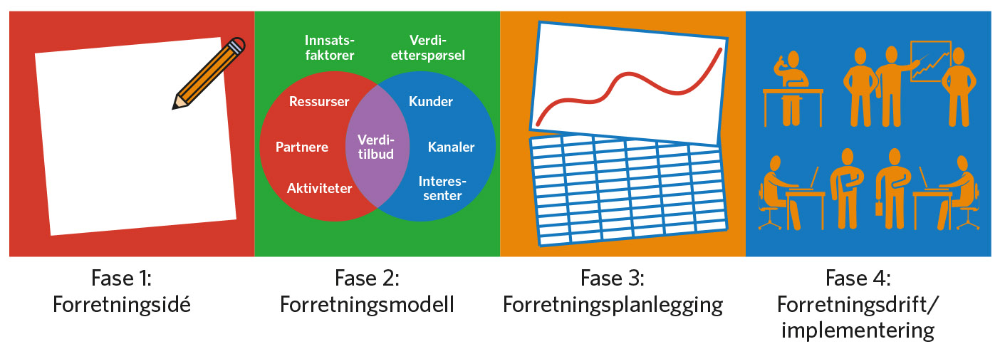 Innsats-
faktorer
Verdi-
etterspørsel
Ressurser
Kunder
Partnere
Verdi-
tilbud
Kanaler
Aktiviteter
Interes-
senter
Fase 1:
Forretningsidé
Fase 2:
Forretningsmodell
Fase 3:
Forretningsplanlegging
Fase 4:
Forretningsdrift/
implementering